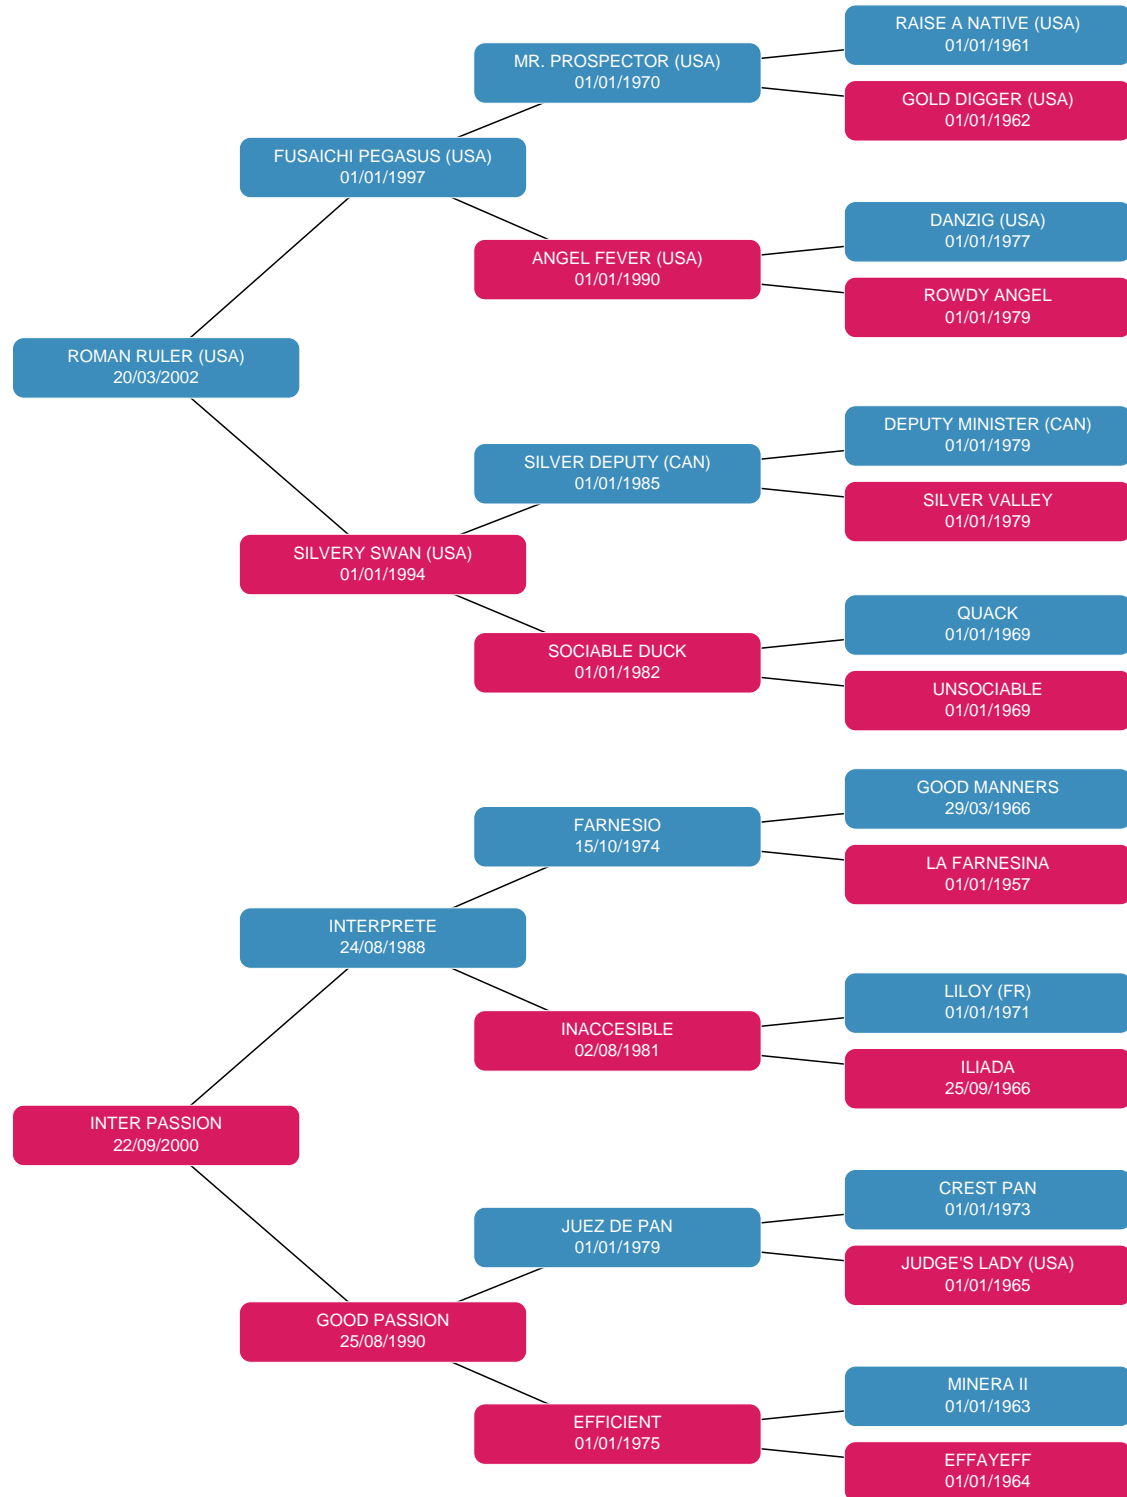 RAISE A NATIVE (USA)
01/01/1961
MR. PROSPECTOR (USA)
01/01/1970
GOLD DIGGER (USA)
01/01/1962
FUSAICHI PEGASUS (USA)
01/01/1997
DANZIG (USA)
01/01/1977
ANGEL FEVER (USA)
01/01/1990
ROWDY ANGEL
01/01/1979
ROMAN RULER (USA)
20/03/2002
DEPUTY MINISTER (CAN)
01/01/1979
SILVER DEPUTY (CAN)
01/01/1985
SILVER VALLEY
01/01/1979
SILVERY SWAN (USA)
01/01/1994
QUACK
01/01/1969
SOCIABLE DUCK
01/01/1982
UNSOCIABLE
01/01/1969
GOOD MANNERS
29/03/1966
FARNESIO
15/10/1974
LA FARNESINA
01/01/1957
INTERPRETE
24/08/1988
LILOY (FR)
01/01/1971
INACCESIBLE
02/08/1981
ILIADA
25/09/1966
INTER PASSION
22/09/2000
CREST PAN
01/01/1973
JUEZ DE PAN
01/01/1979
JUDGE'S LADY (USA)
01/01/1965
GOOD PASSION
25/08/1990
MINERA II
01/01/1963
EFFICIENT
01/01/1975
EFFAYEFF
01/01/1964